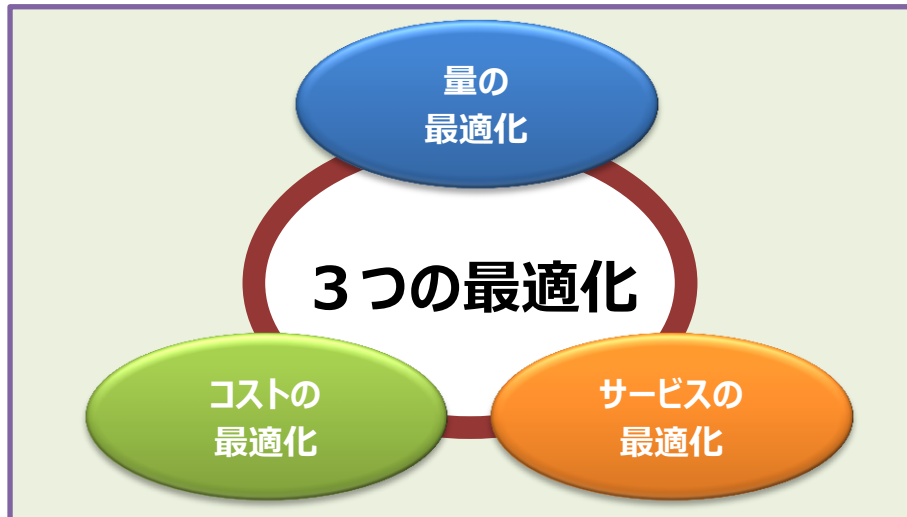 量の
最適化
３つの最適化
コストの
最適化
サービスの
最適化